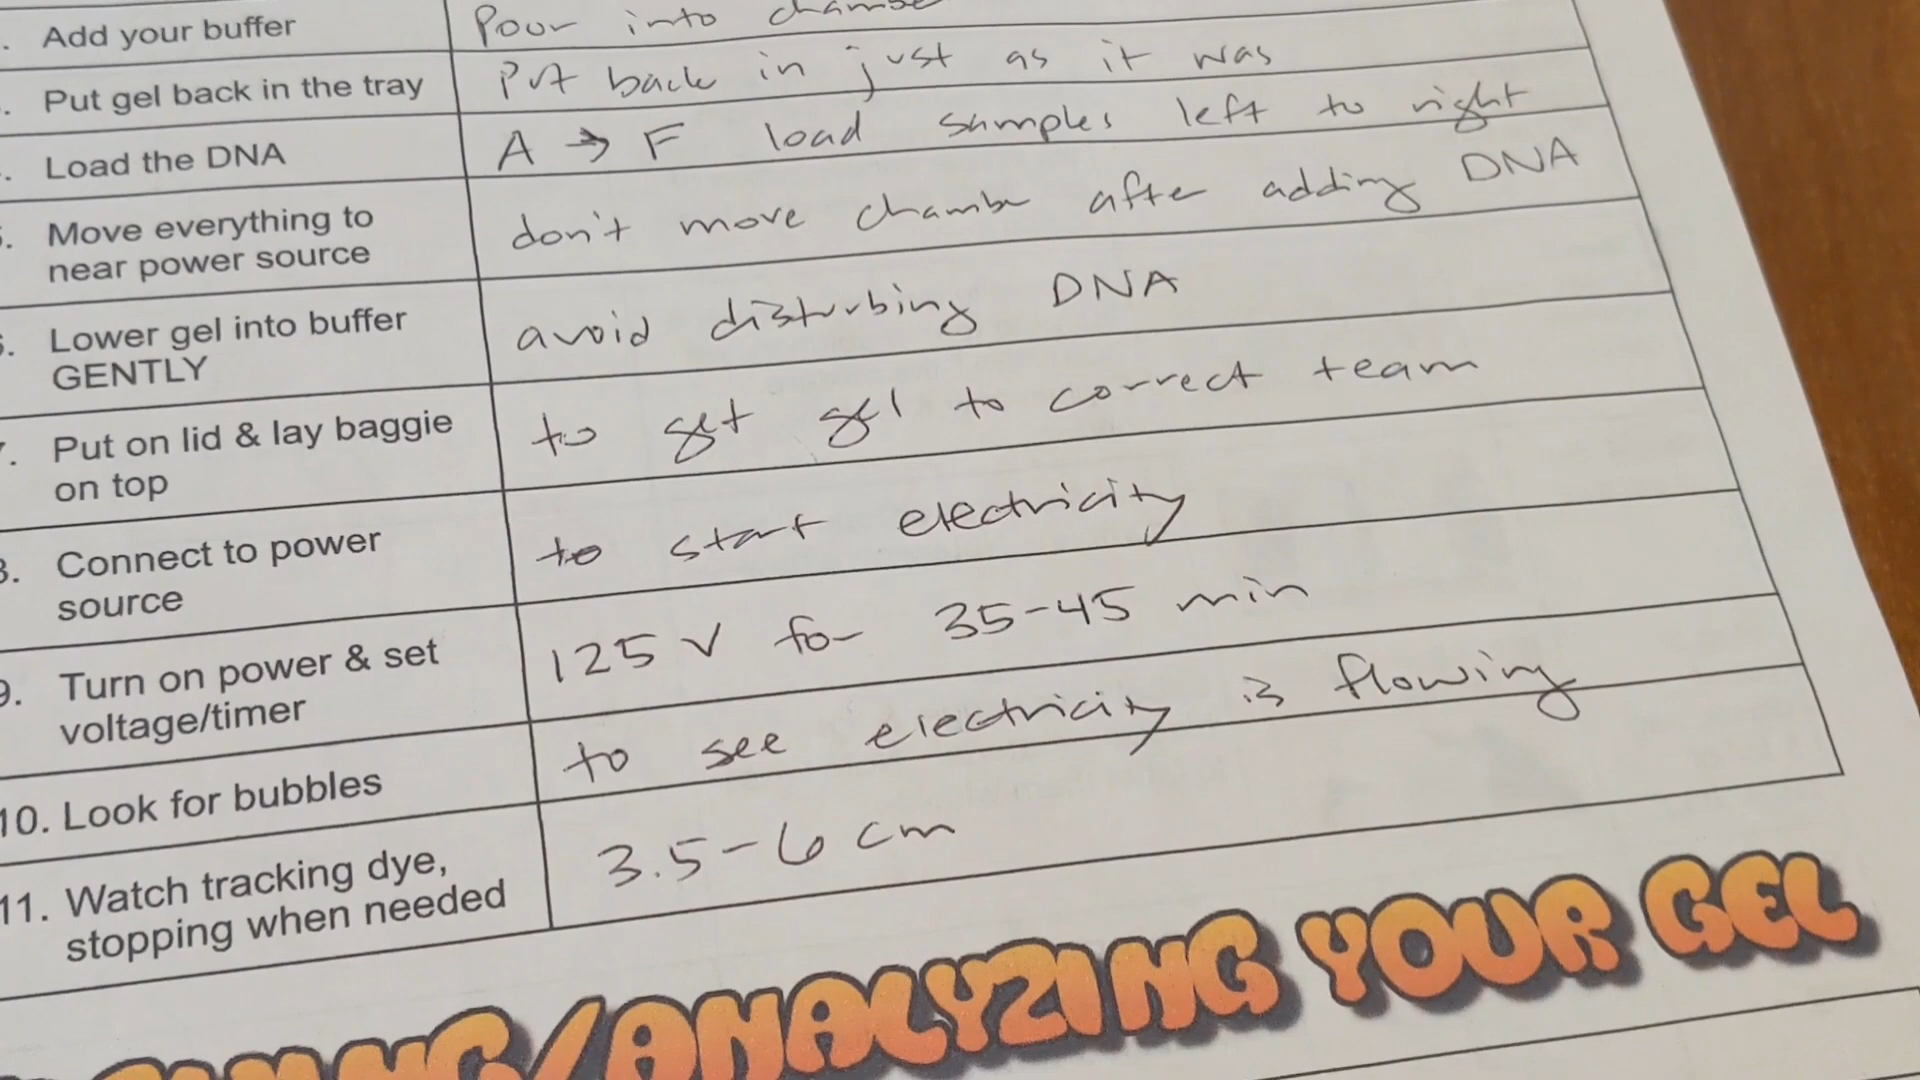 . Add your buffer
Pour into
. Put gel back in the tray
Put back in just as it was
. Load the DNA
A → F load samples left to right
. Move everything to
near power source
don't move chamber after adding DNA
. Lower gel into buffer
GENTLY
avoid disturbing DNA
. Put on lid & lay baggie
on top
to get gel to correct team
. Connect to power
source
to start electricity
. Turn on power & set
voltage/timer
125 V for 35-45 min
10. Look for bubbles
to see electricity is flowing
11. Watch tracking dye,
stopping when needed
3.5-6 cm
/ANALYZING YOUR GEL